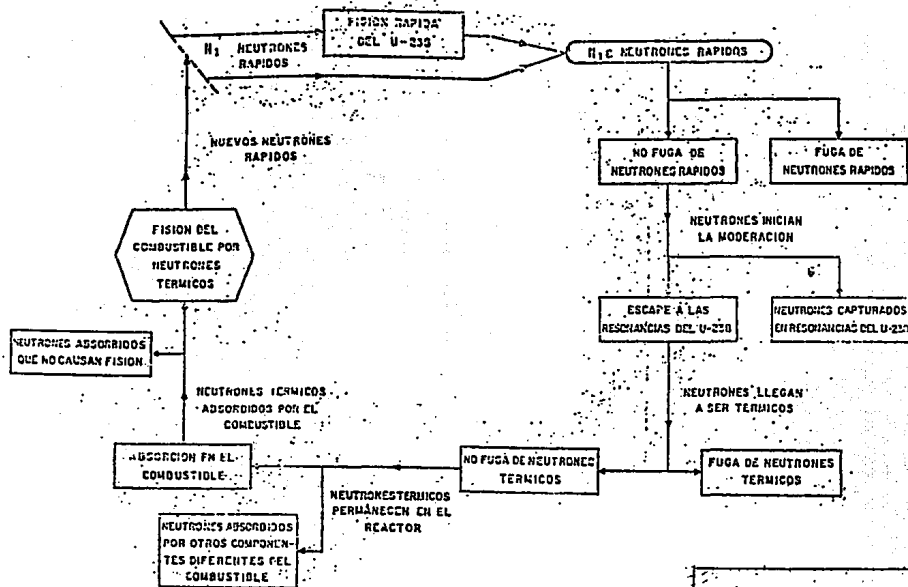 N1
NEUTRONES
RAPIDOS
FISION RAPIDA
DEL U-238
N1 ε NEUTRONES RAPIDOS
NO FUGA DE
NEUTRONES RAPIDOS
FUGA DE
NEUTRONES RAPIDOS
NUEVOS NEUTRONES
RAPIDOS
NEUTRONES INICIAN
LA MODERACION
FISION DEL
COMBUSTIBLE POR
NEUTRONES
TERMICOS
ESCAPE A LAS
RESONANCIAS DEL U-238
NEUTRONES CAPTURADOS
EN RESONANCIAS DEL U-238
NEUTRONES ABSORBIDOS
QUE NO CAUSAN FISION
NEUTRONES TERMICOS
ABSORBIDOS POR EL
COMBUSTIBLE
NEUTRONES LLEGAN
A SER TERMICOS
ABSORCION EN EL
COMBUSTIBLE
NO FUGA DE NEUTRONES
TERMICOS
FUGA DE NEUTRONES
TERMICOS
NEUTRONES TERMICOS
PERMANECEN EN EL
REACTOR
NEUTRONES ABSORBIDOS
POR OTROS COMPONEN-
TES DIFERENTES DEL
COMBUSTIBLE